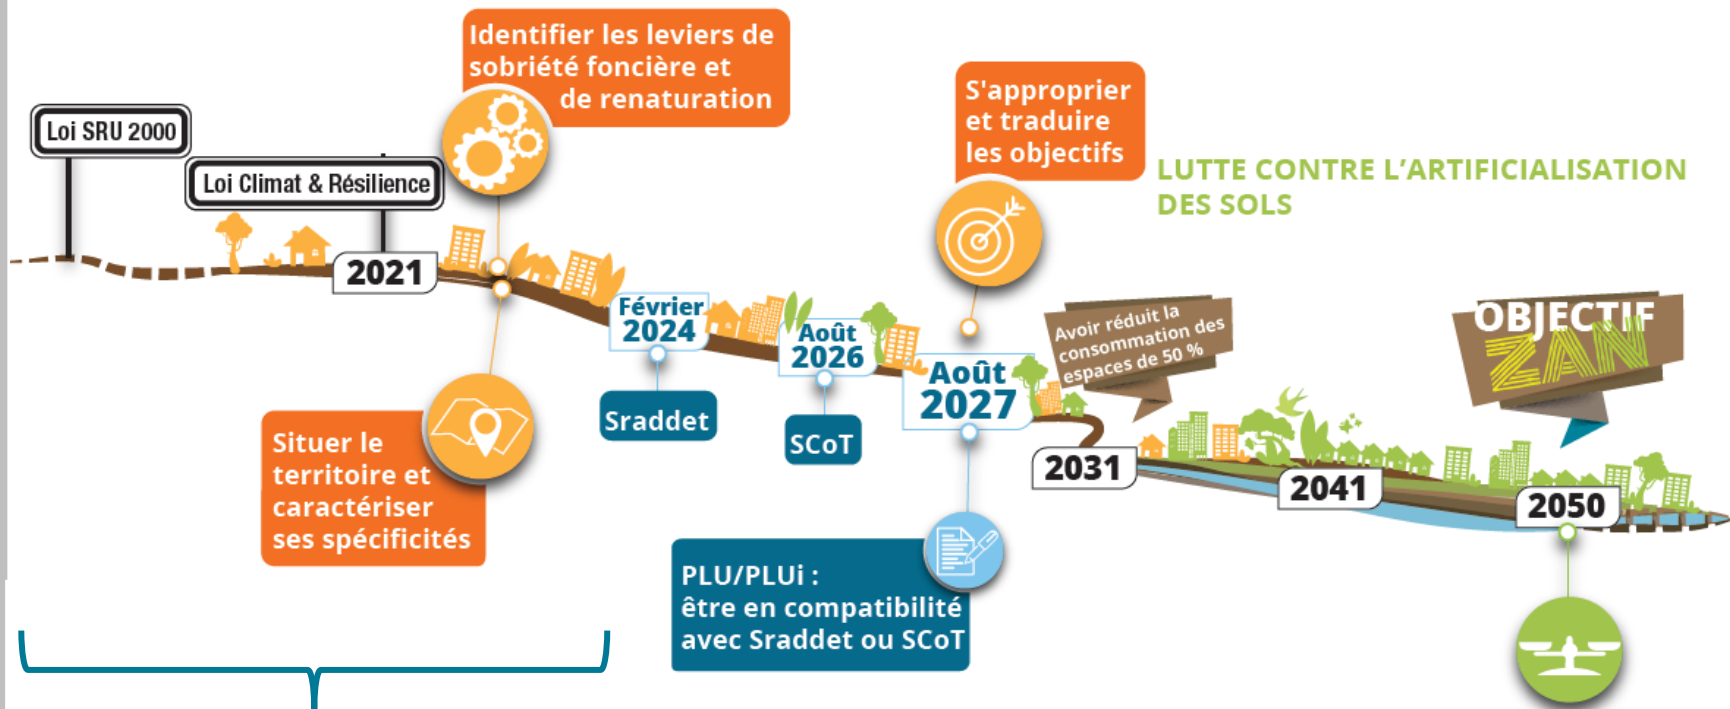 Identifier les leviers de
sobriété foncière et
de renaturation
Loi SRU 2000
Loi Climat & Résilience
S'approprier
et traduire
les objectifs
LUTTE CONTRE L’ARTIFICIALISATION
DES SOLS
2021
Février
2024
Sraddet
Août
2026
SCoT
Août
2027
Avoir réduit la
consommation des
espaces de 50 %
OBJECTIF
ZAN
2031
2041
2050
Situer le
territoire et
caractériser
ses spécificités
PLU/PLUi :
être en compatibilité
avec Sraddet ou SCoT